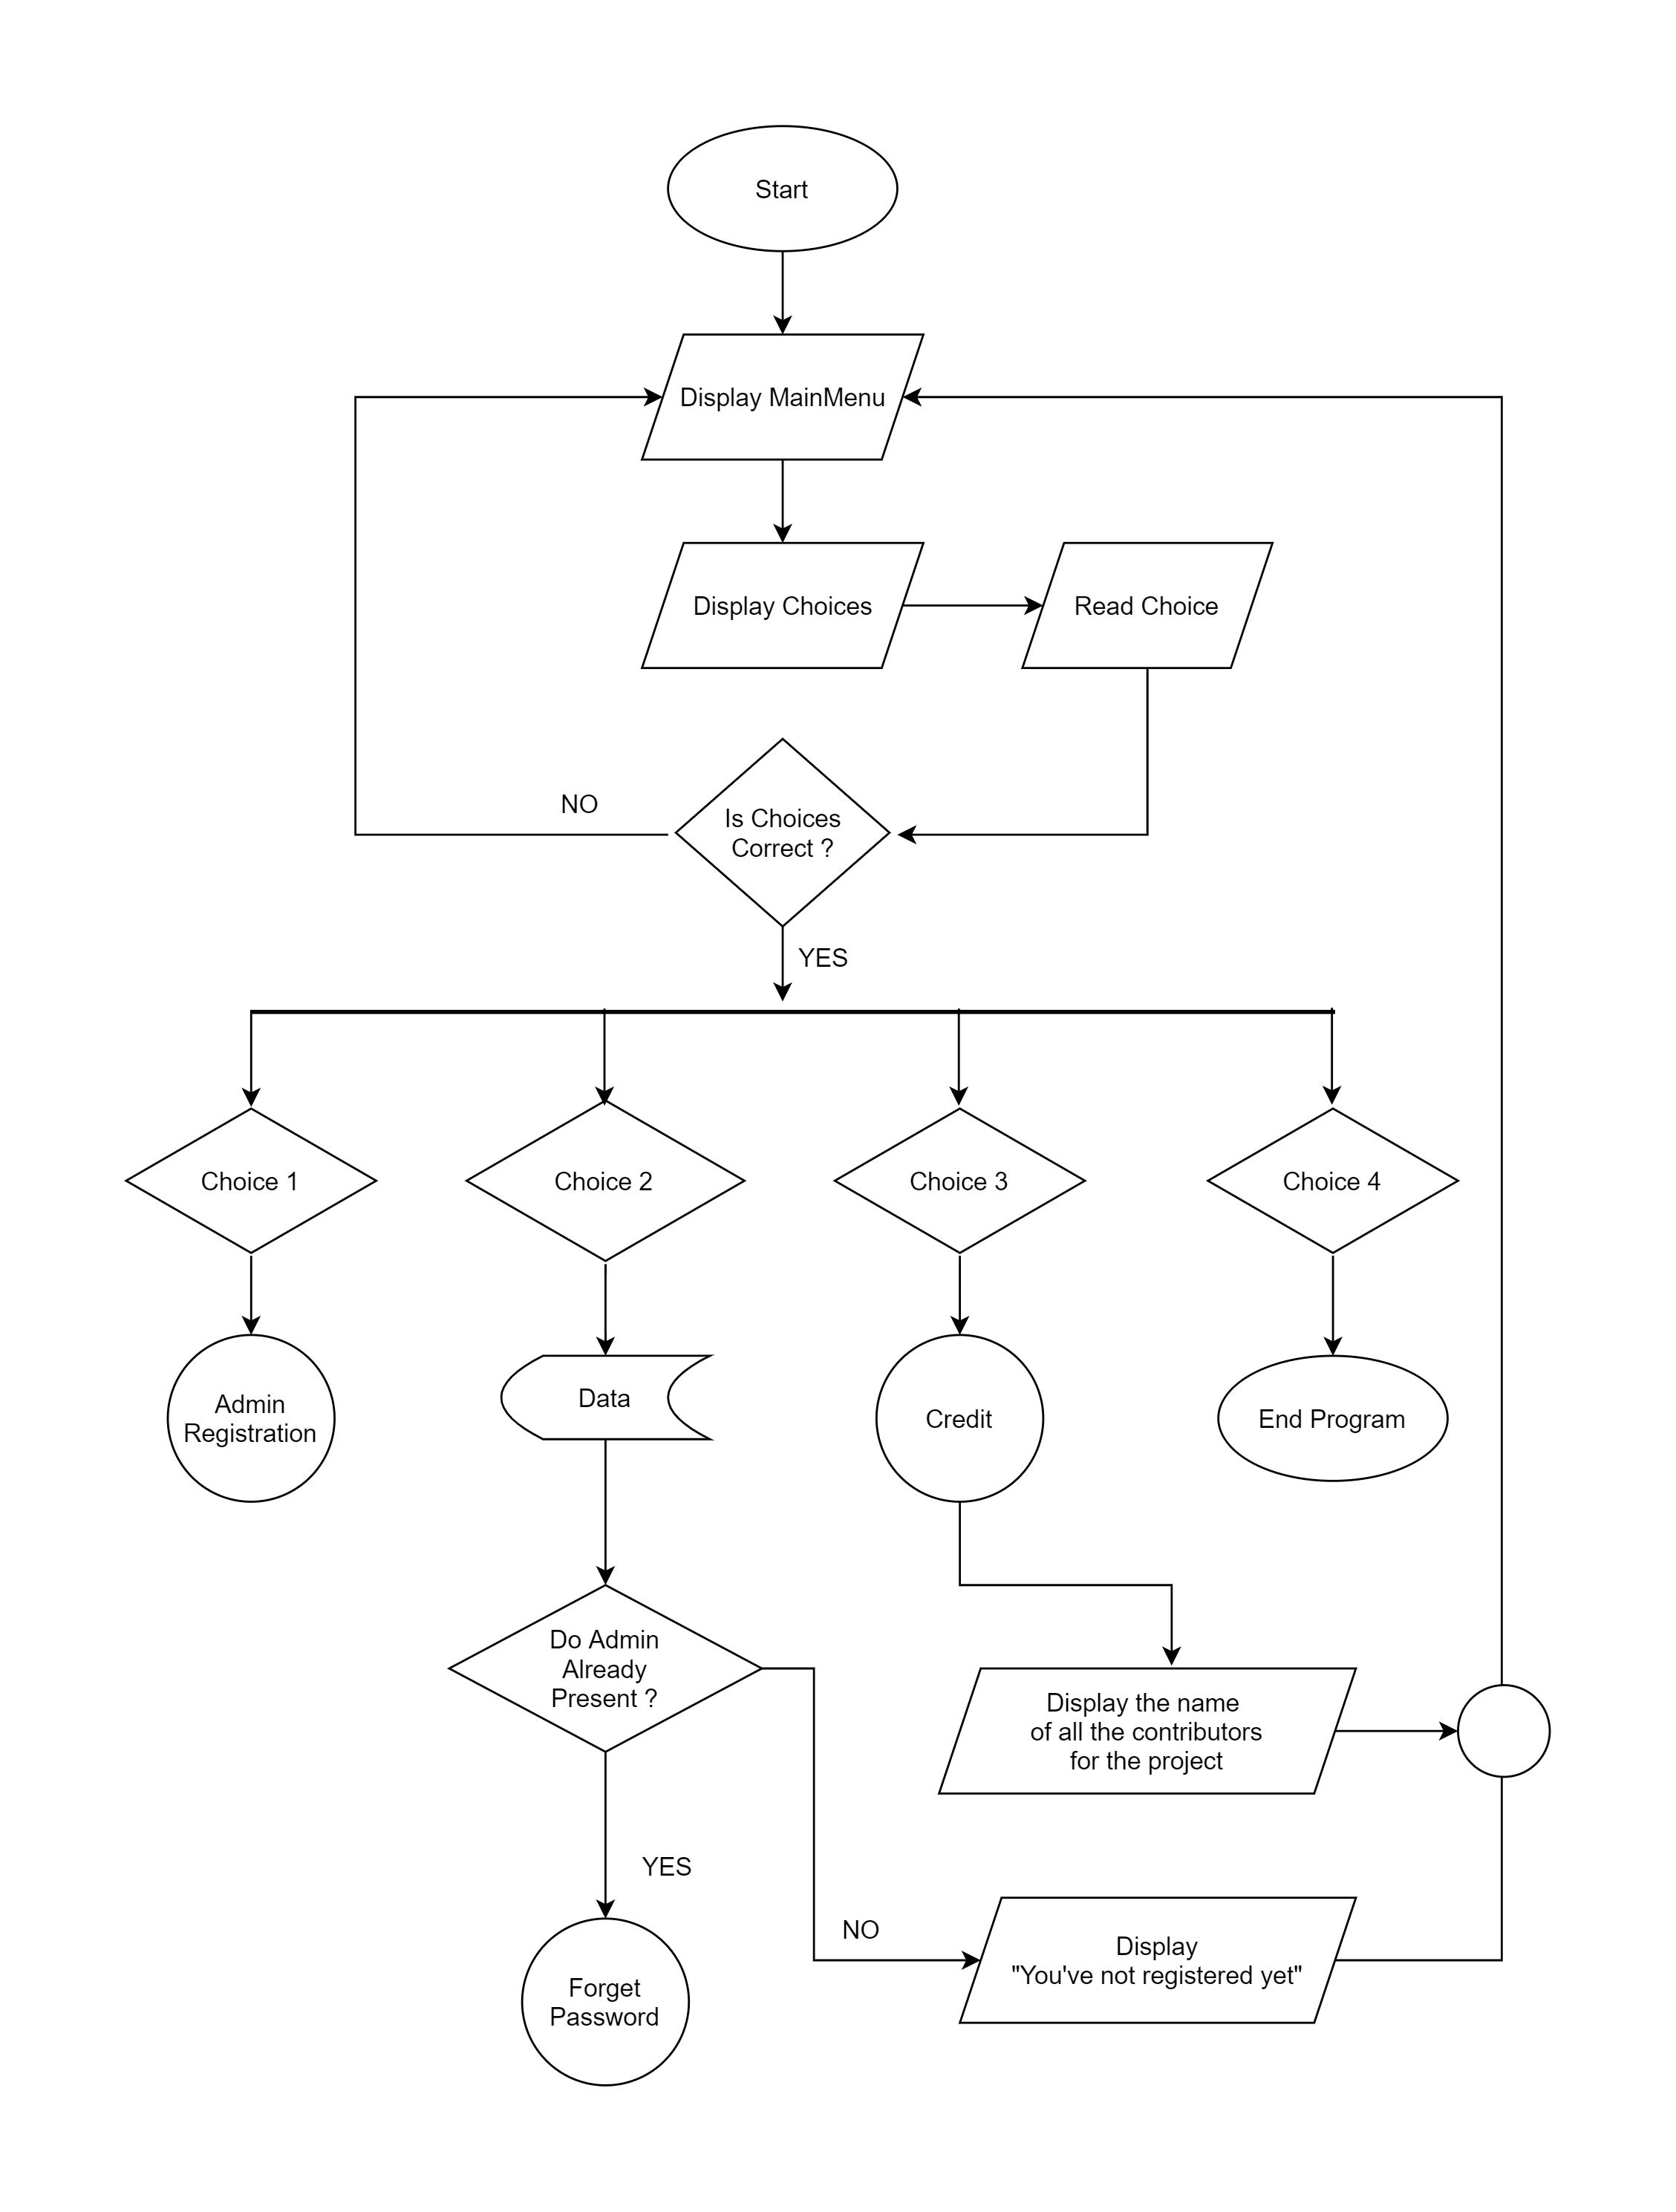 Start
Display MainMenu
Display Choices
Read Choice
NO
Is Choices
Correct ?
YES
Choice 1
Choice 2
Choice 3
Choice 4
Admin
Registration
Data
Credit
End Program
Do Admin
Already
Present ?
Display the name
of all the contributors
for the project
YES
NO
Display
"You've not registered yet"
Forget
Password